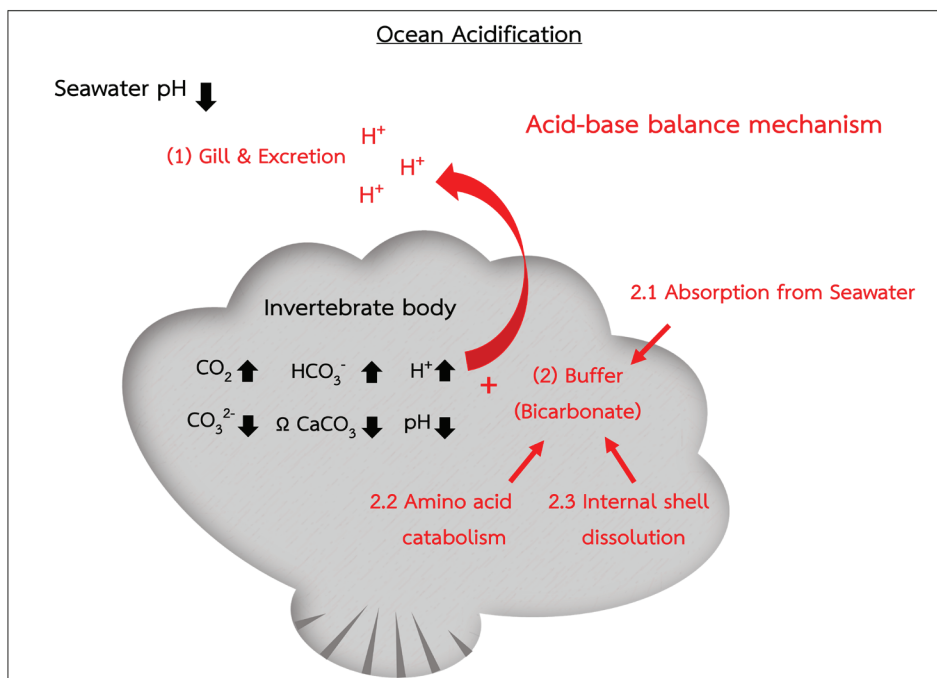 Ocean Acidification
Seawater pH
Acid-base balance mechanism
(1) Gill & Excretion
H⁺
H⁺
H⁺
2.1 Absorption from Seawater
Invertebrate body
CO₂ HCO₃⁻ H⁺
+
(2) Buffer
(Bicarbonate)
CO₃²⁻ Ω CaCO₃ pH
2.2 Amino acid
catabolism
2.3 Internal shell
dissolution